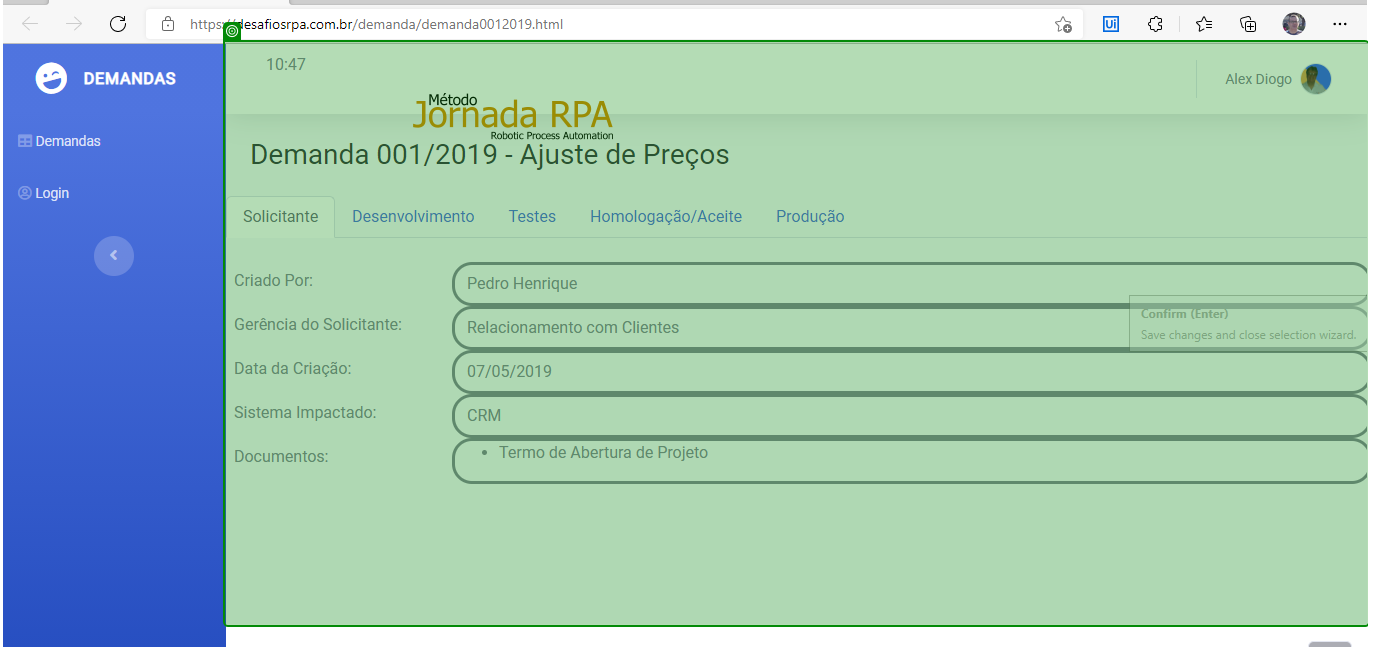 https://desafiosrpa.com.br/demanda/demanda0012019.html
Ui
DEMANDAS
Demandas
Login
10:47
Alex Diogo
Método
Jornada RPA
Robotic Process Automation
Demanda 001/2019 - Ajuste de Preços
Solicitante Desenvolvimento Testes Homologação/Aceite Produção
Criado Por: Pedro Henrique
Gerência do Solicitante: Relacionamento com Clientes
Data da Criação: 07/05/2019
Sistema Impactado: CRM
Documentos: • Termo de Abertura de Projeto
Confirm (Enter)
Save changes and close selection wizard.